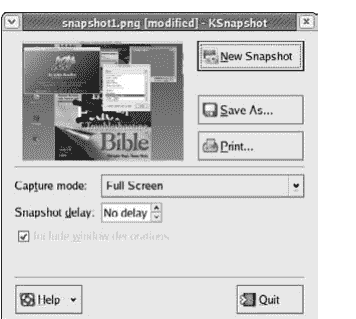 snapshot1.png [modified] - KSnapshot
New Snapshot
Save As...
Print...
Bible
Capture mode: Full Screen
Snapshot delay: No delay
Include window decorations
Help
Quit